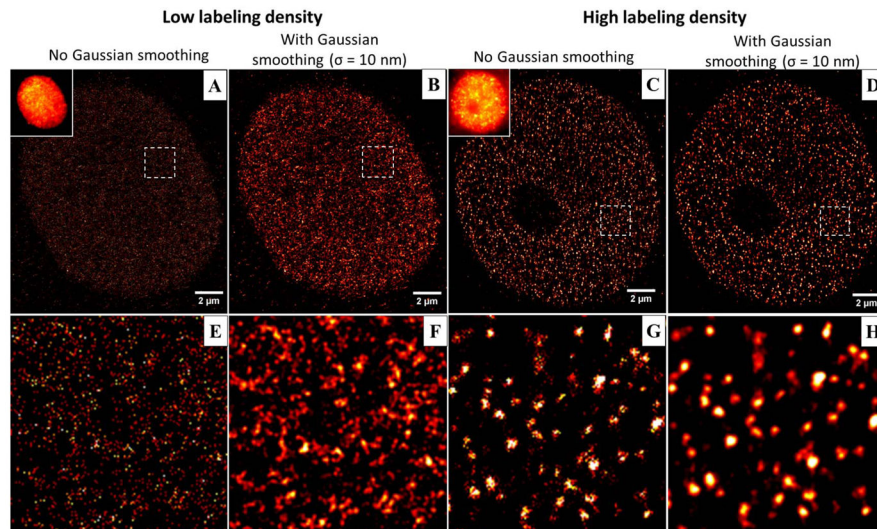 Low labeling density
High labeling density
No Gaussian smoothing
With Gaussian
smoothing (σ = 10 nm)
No Gaussian smoothing
With Gaussian
smoothing (σ = 10 nm)
A
B
C
D
2 µm
2 µm
2 µm
2 µm
E
F
G
H